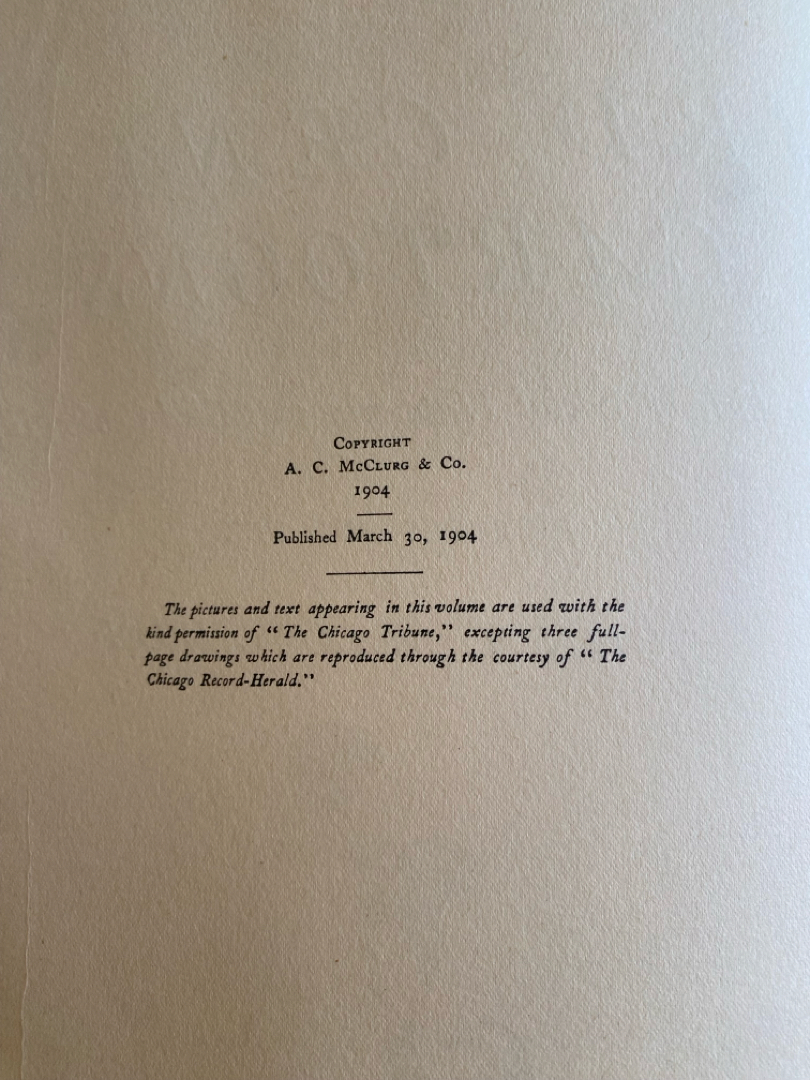 Copyright
A. C. McClurg & Co.
1904
Published March 30, 1904
The pictures and text appearing in this volume are used with the
kind permission of “ The Chicago Tribune,” excepting three full-
page drawings which are reproduced through the courtesy of “ The
Chicago Record-Herald.”